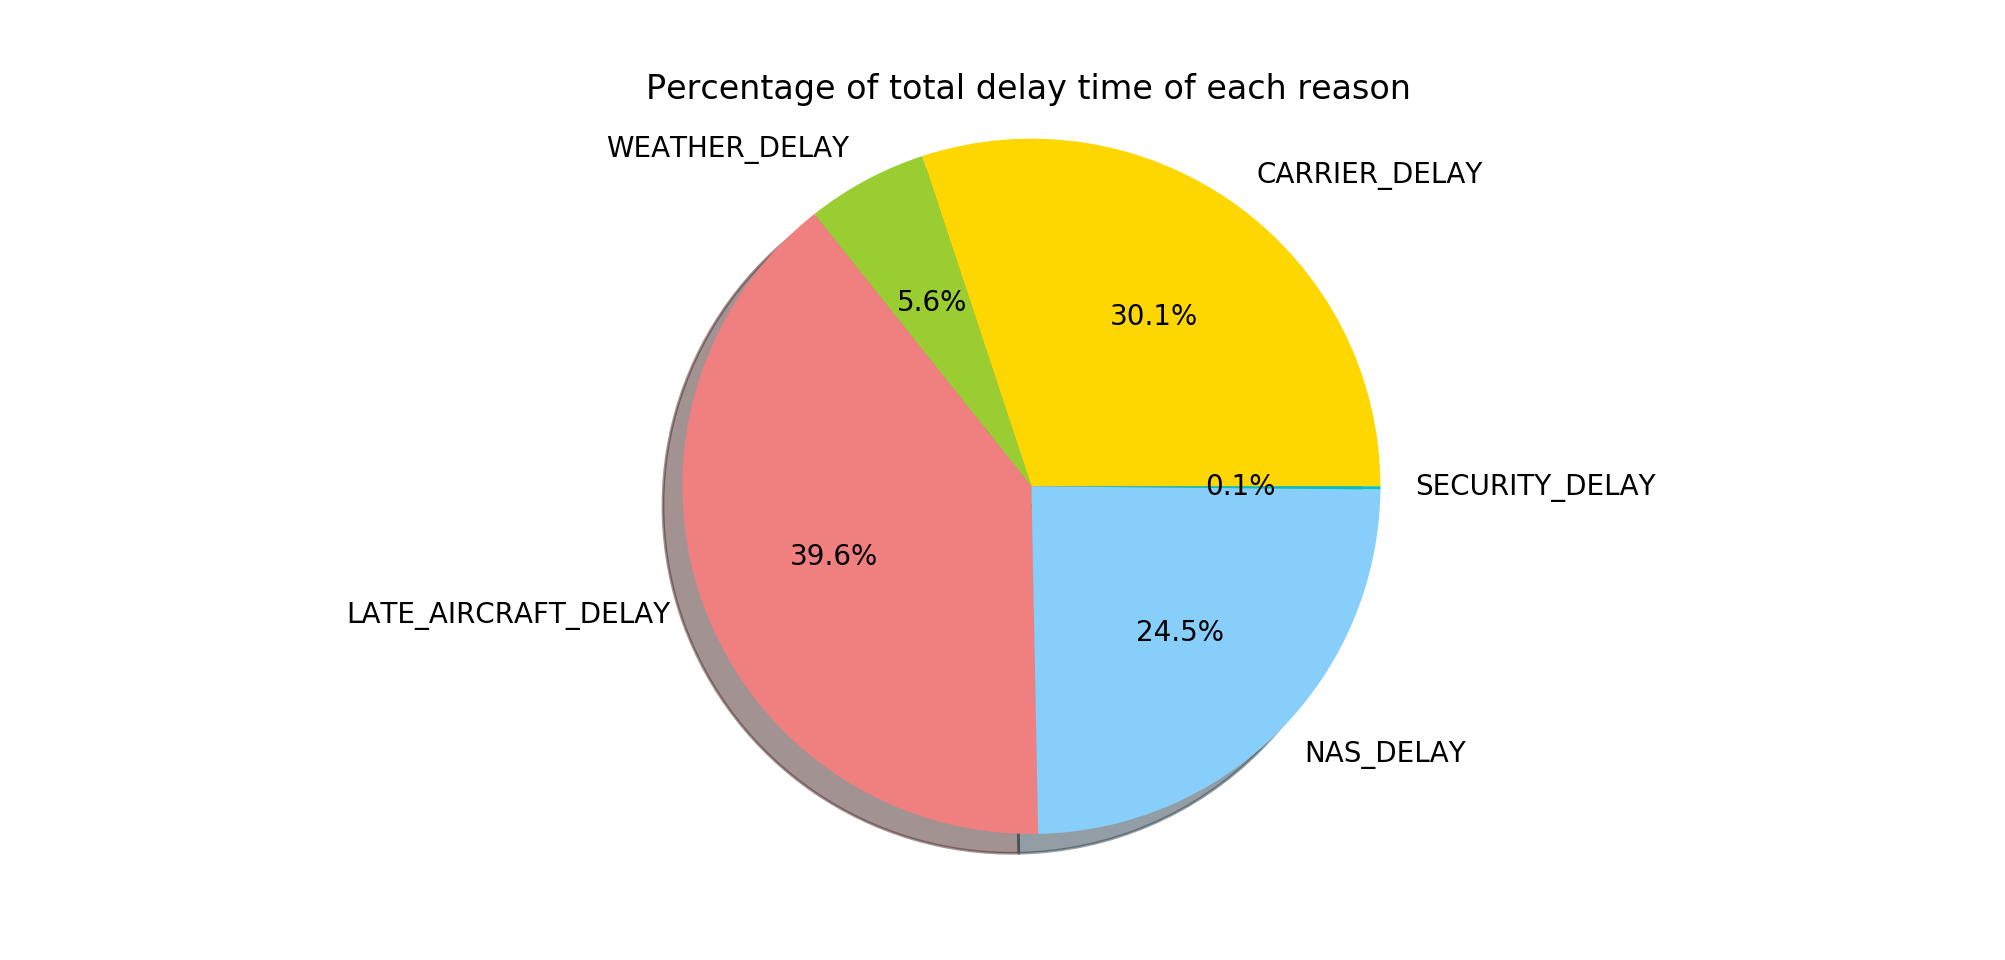 Percentage of total delay time of each reason
WEATHER_DELAY
CARRIER_DELAY
5.6%
30.1%
0.1%
SECURITY_DELAY
39.6%
LATE_AIRCRAFT_DELAY
24.5%
NAS_DELAY